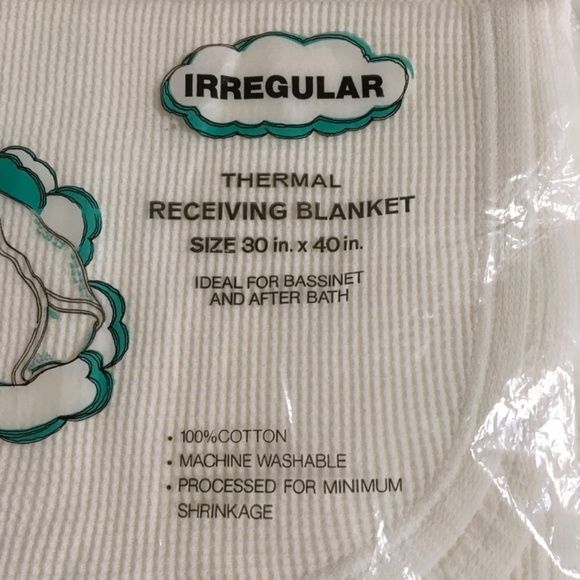 IRREGULAR
THERMAL
RECEIVING BLANKET
SIZE 30 in. x 40 in.
IDEAL FOR BASSINET
AND AFTER BATH
• 100% COTTON
• MACHINE WASHABLE
• PROCESSED FOR MINIMUM
SHRINKAGE